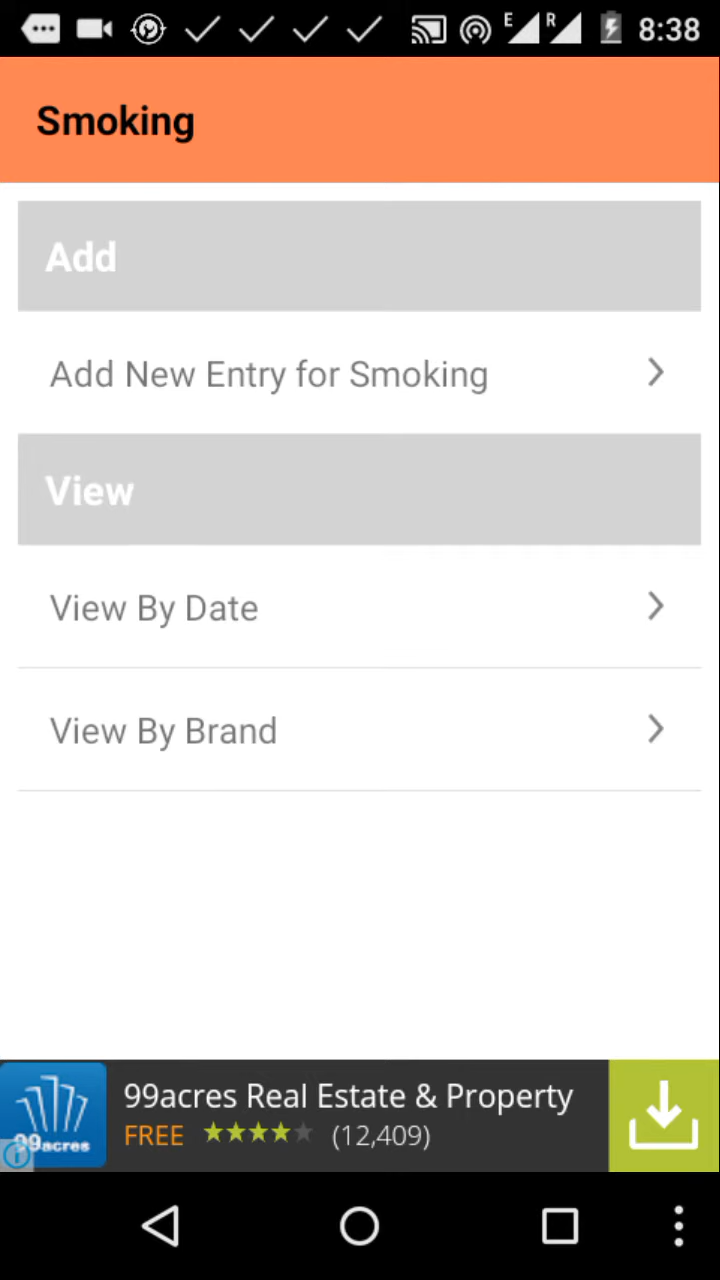 E R 8:38
Smoking
Add
Add New Entry for Smoking
View
View By Date
View By Brand
99acres Real Estate & Property
FREE (12,409)
99acres